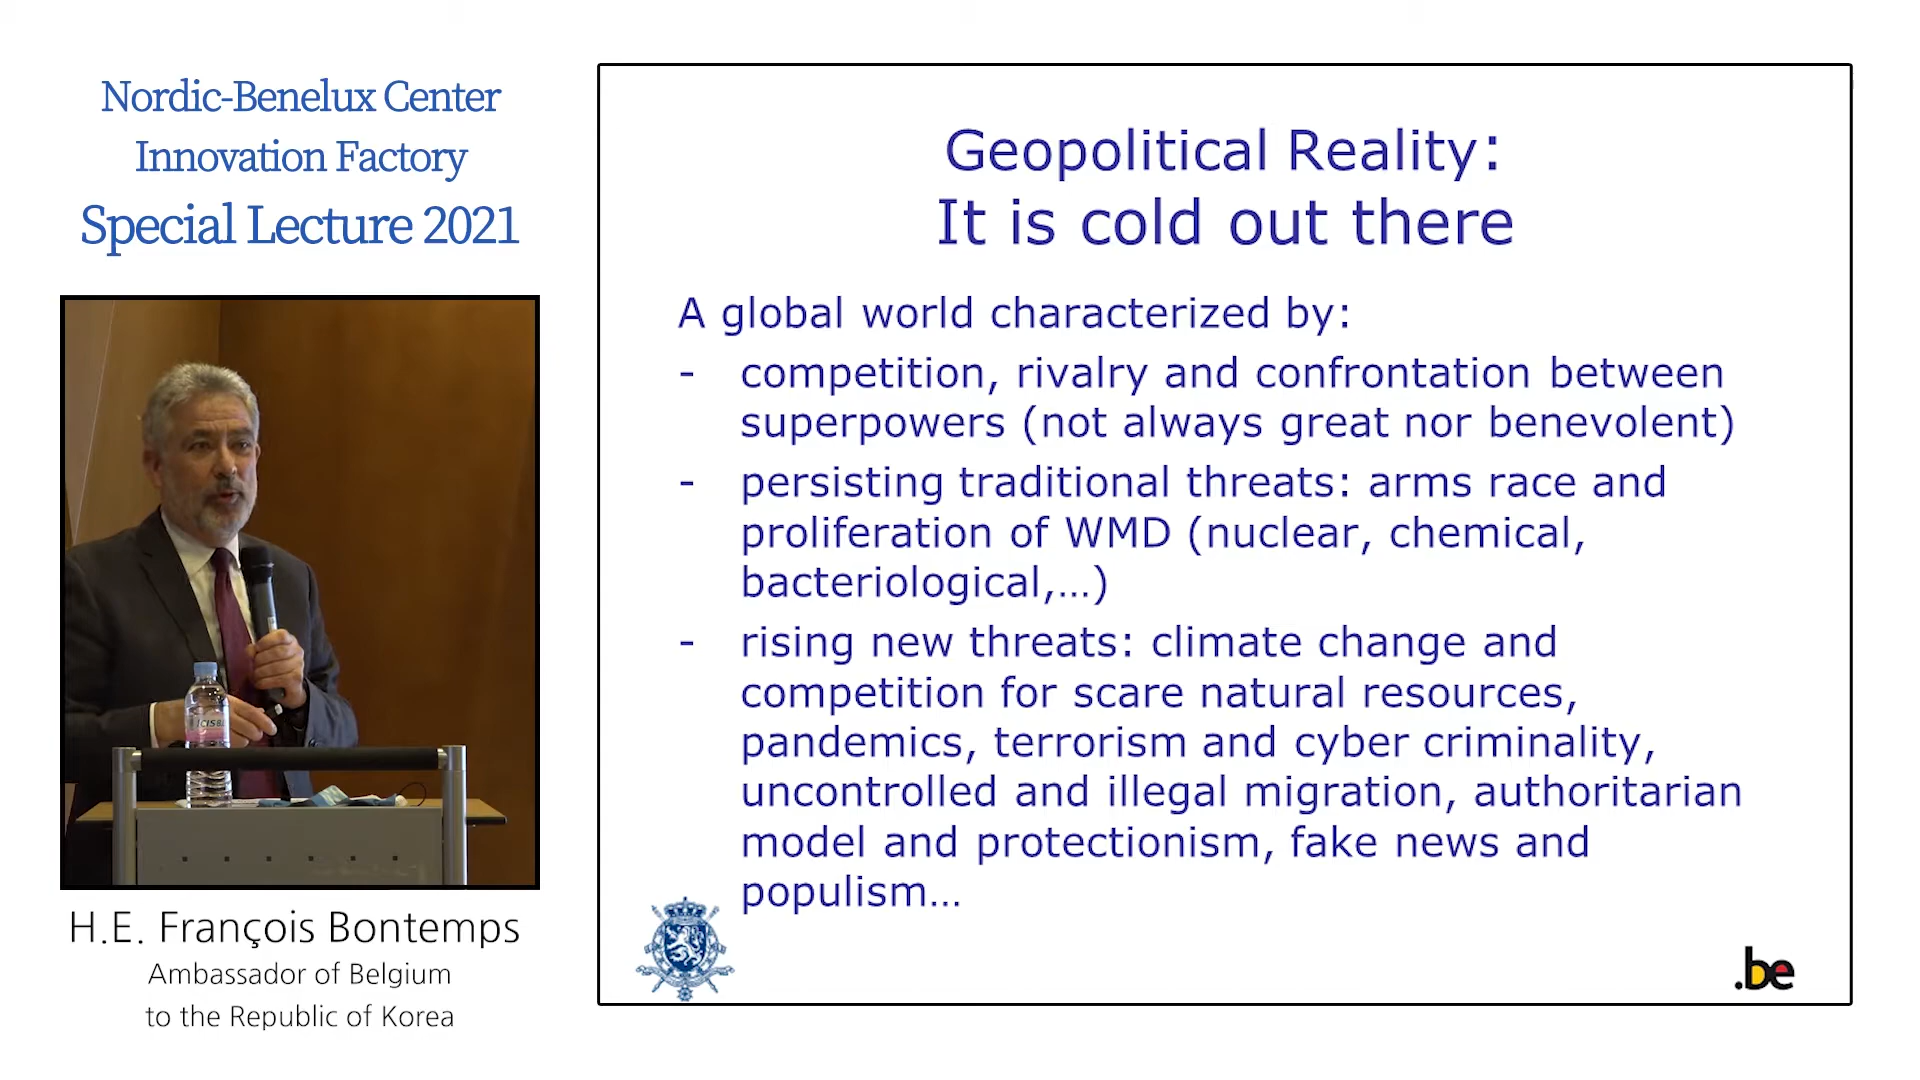 Nordic-Benelux Center
Innovation Factory
Special Lecture 2021
H.E. François Bontemps
Ambassador of Belgium
to the Republic of Korea
Geopolitical Reality:
It is cold out there
A global world characterized by:
- competition, rivalry and confrontation between
superpowers (not always great nor benevolent)
- persisting traditional threats: arms race and
proliferation of WMD (nuclear, chemical,
bacteriological,…)
- rising new threats: climate change and
competition for scare natural resources,
pandemics, terrorism and cyber criminality,
uncontrolled and illegal migration, authoritarian
model and protectionism, fake news and
populism…
.be